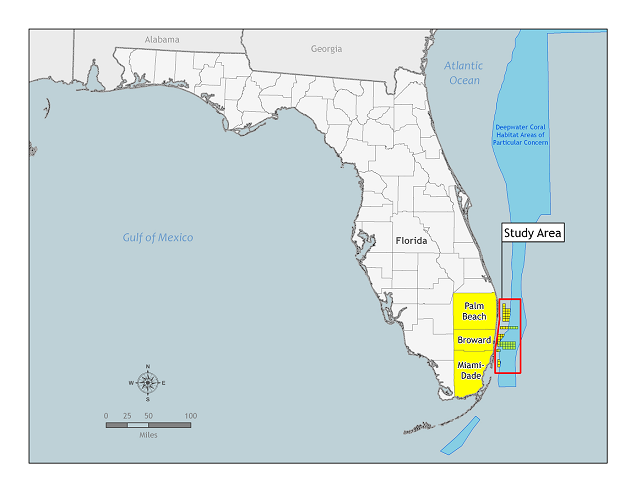 Alabama
Georgia
Atlantic
Ocean
Deepwater Coral
Habitat Areas of
Particular Concern
Study Area
Gulf of Mexico
Florida
Palm
Beach
Broward
Miami-
Dade
N
W
E
S
0 25 50 100
Miles